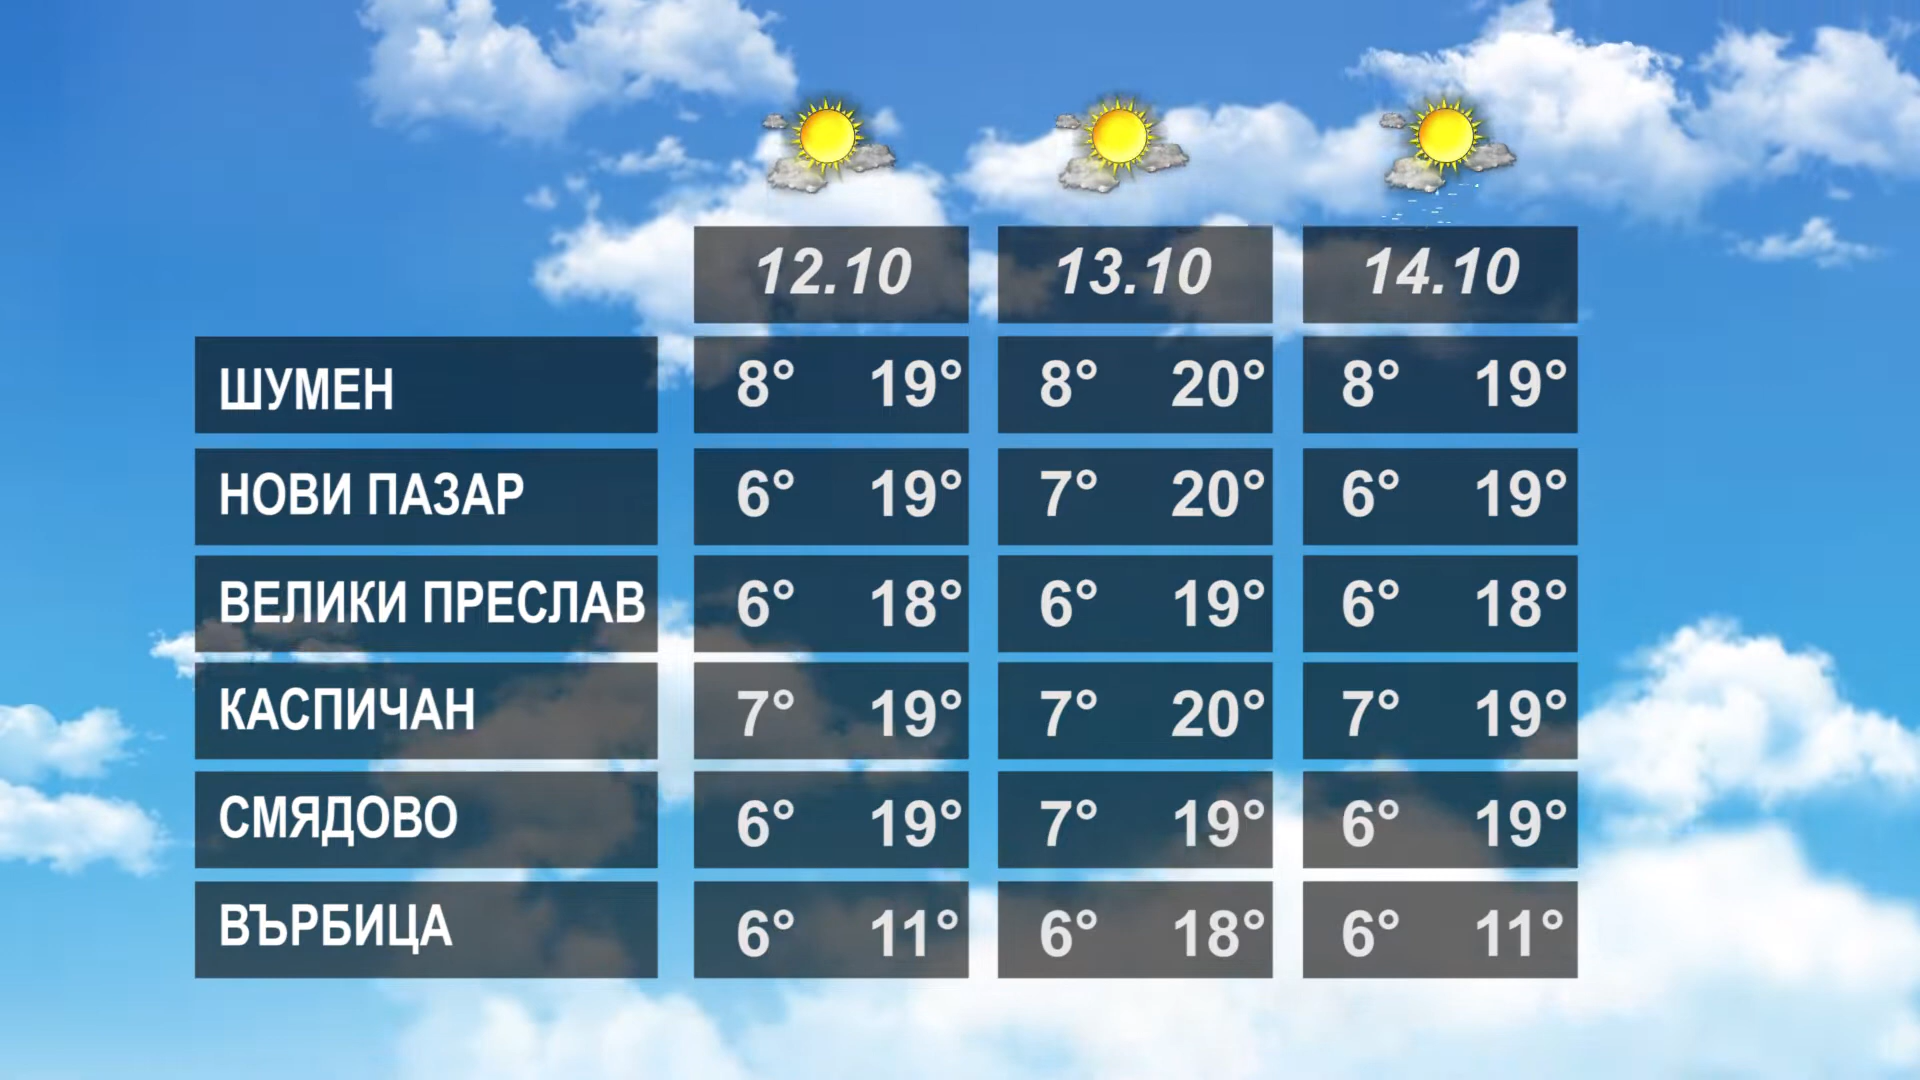 12.10 13.10 14.10
ШУМЕН 8° 19° 8° 20° 8° 19°
НОВИ ПАЗАР 6° 19° 7° 20° 6° 19°
ВЕЛИКИ ПРЕСЛАВ 6° 18° 6° 19° 6° 18°
КАСПИЧАН 7° 19° 7° 20° 7° 19°
СМЯДОВО 6° 19° 7° 19° 6° 19°
ВЪРБИЦА 6° 11° 6° 18° 6° 11°